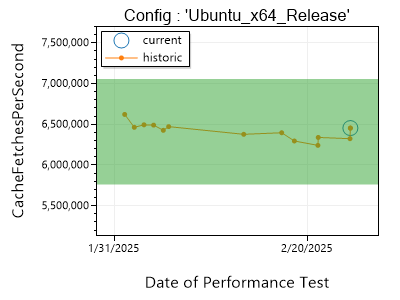 Config : 'Ubuntu_x64_Release'
current
historic
CacheFetchesPerSecond
7,500,000
7,000,000
6,500,000
6,000,000
5,500,000
1/31/2025
2/20/2025
Date of Performance Test